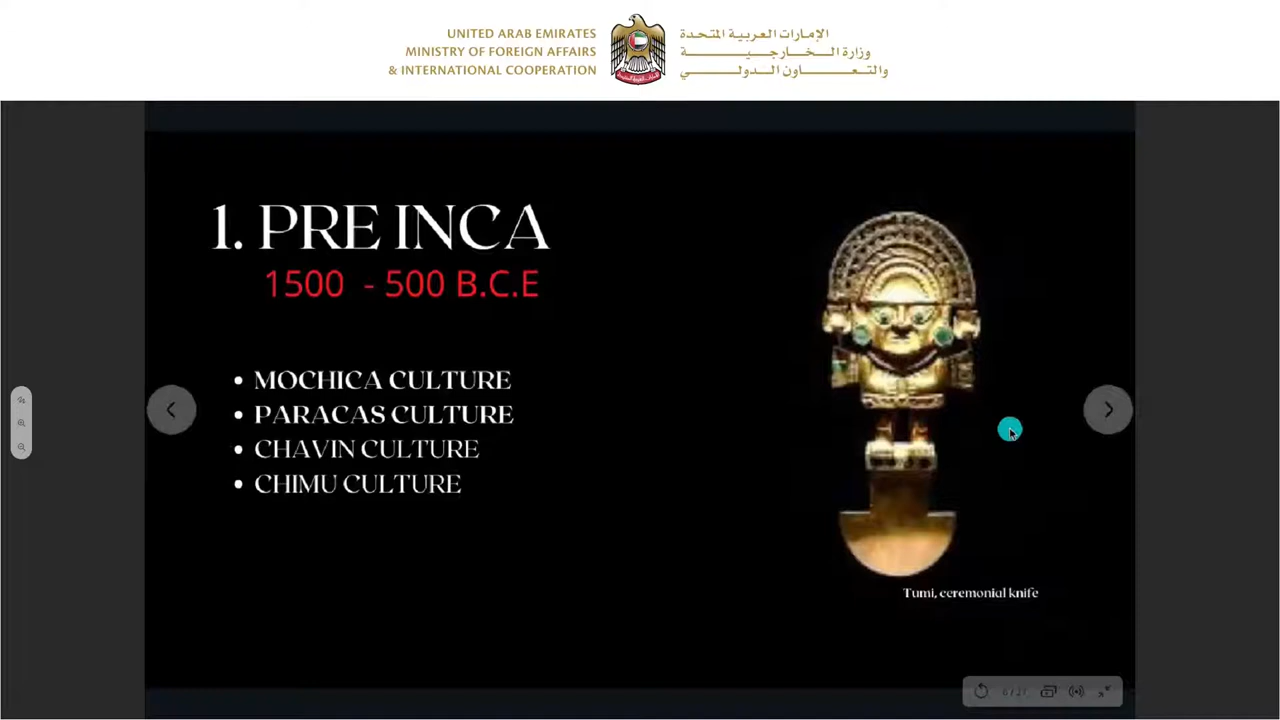 UNITED ARAB EMIRATES
MINISTRY OF FOREIGN AFFAIRS
& INTERNATIONAL COOPERATION
الإمارات العربية المتحدة
وزارة الخارجية
والتعاون الدولي
1. PRE INCA
1500 - 500 B.C.E
• MOCHICA CULTURE
• PARACAS CULTURE
• CHAVIN CULTURE
• CHIMU CULTURE
Tumi, ceremonial knife